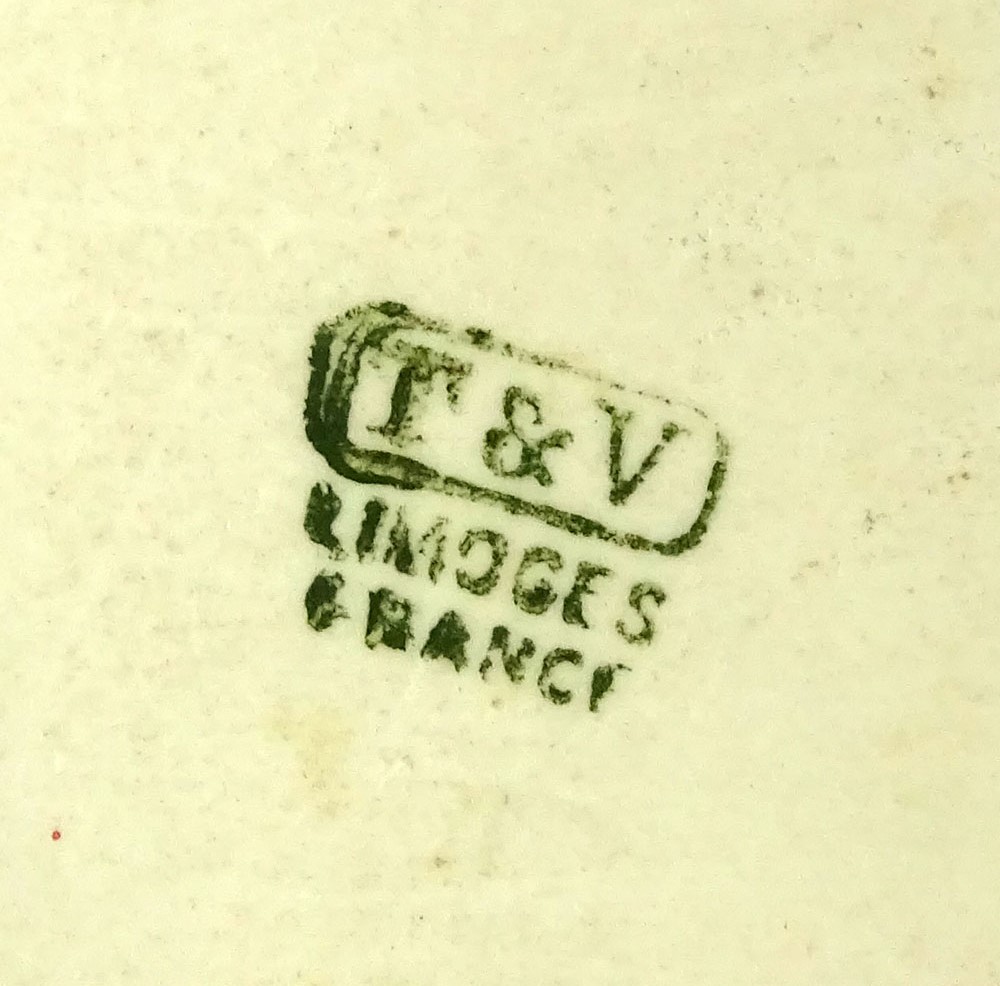 T & V
LIMOGES
FRANCE